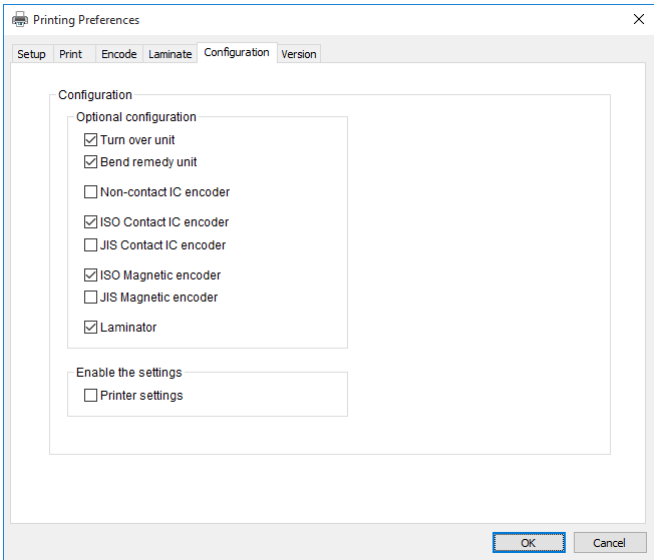 Printing Preferences
Setup Print Encode Laminate Configuration Version
Configuration
Optional configuration
Turn over unit
Bend remedy unit
Non-contact IC encoder
ISO Contact IC encoder
JIS Contact IC encoder
ISO Magnetic encoder
JIS Magnetic encoder
Laminator
Enable the settings
Printer settings
OK Cancel